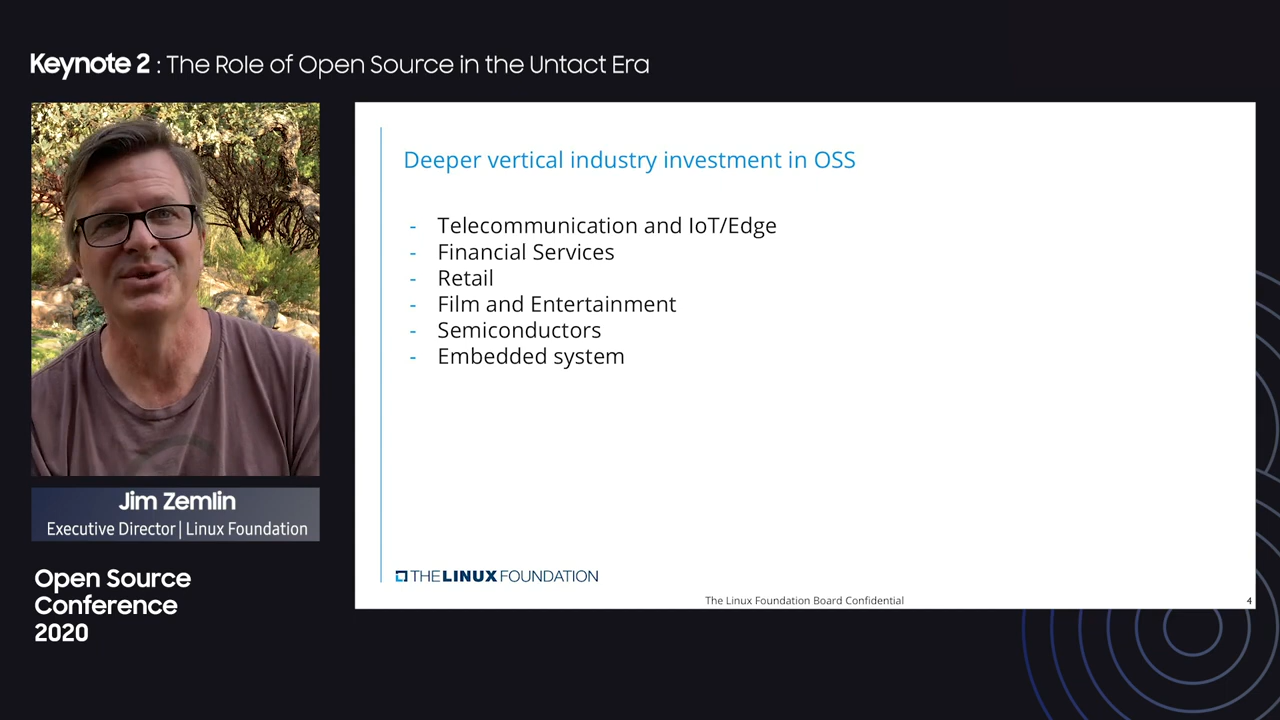 Keynote 2 : The Role of Open Source in the Untact Era
Deeper vertical industry investment in OSS
- Telecommunication and IoT/Edge
- Financial Services
- Retail
- Film and Entertainment
- Semiconductors
- Embedded system
Jim Zemlin
Executive Director | Linux Foundation
Open Source
Conference
2020
THE LINUX FOUNDATION
The Linux Foundation Board Confidential
4